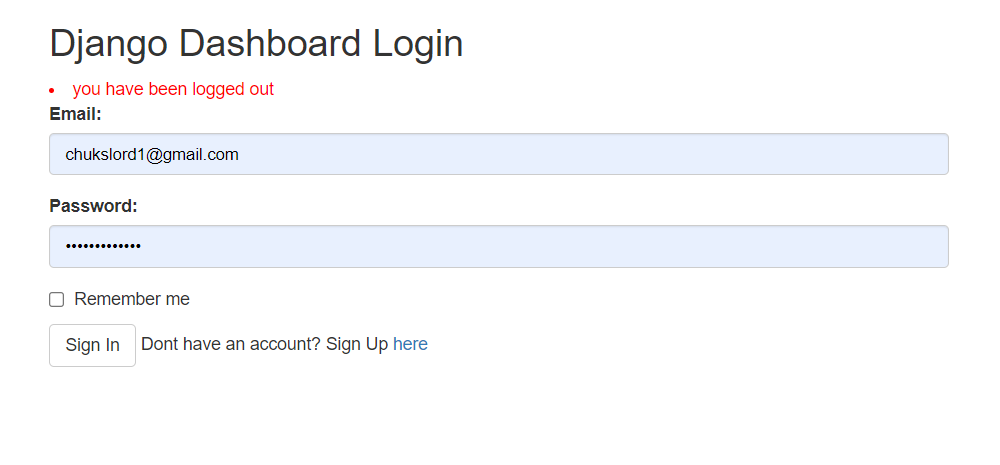 Django Dashboard Login
• you have been logged out
Email:
chukslord1@gmail.com
Password:
•••••••••••••
Remember me
Sign In Dont have an account? Sign Up here